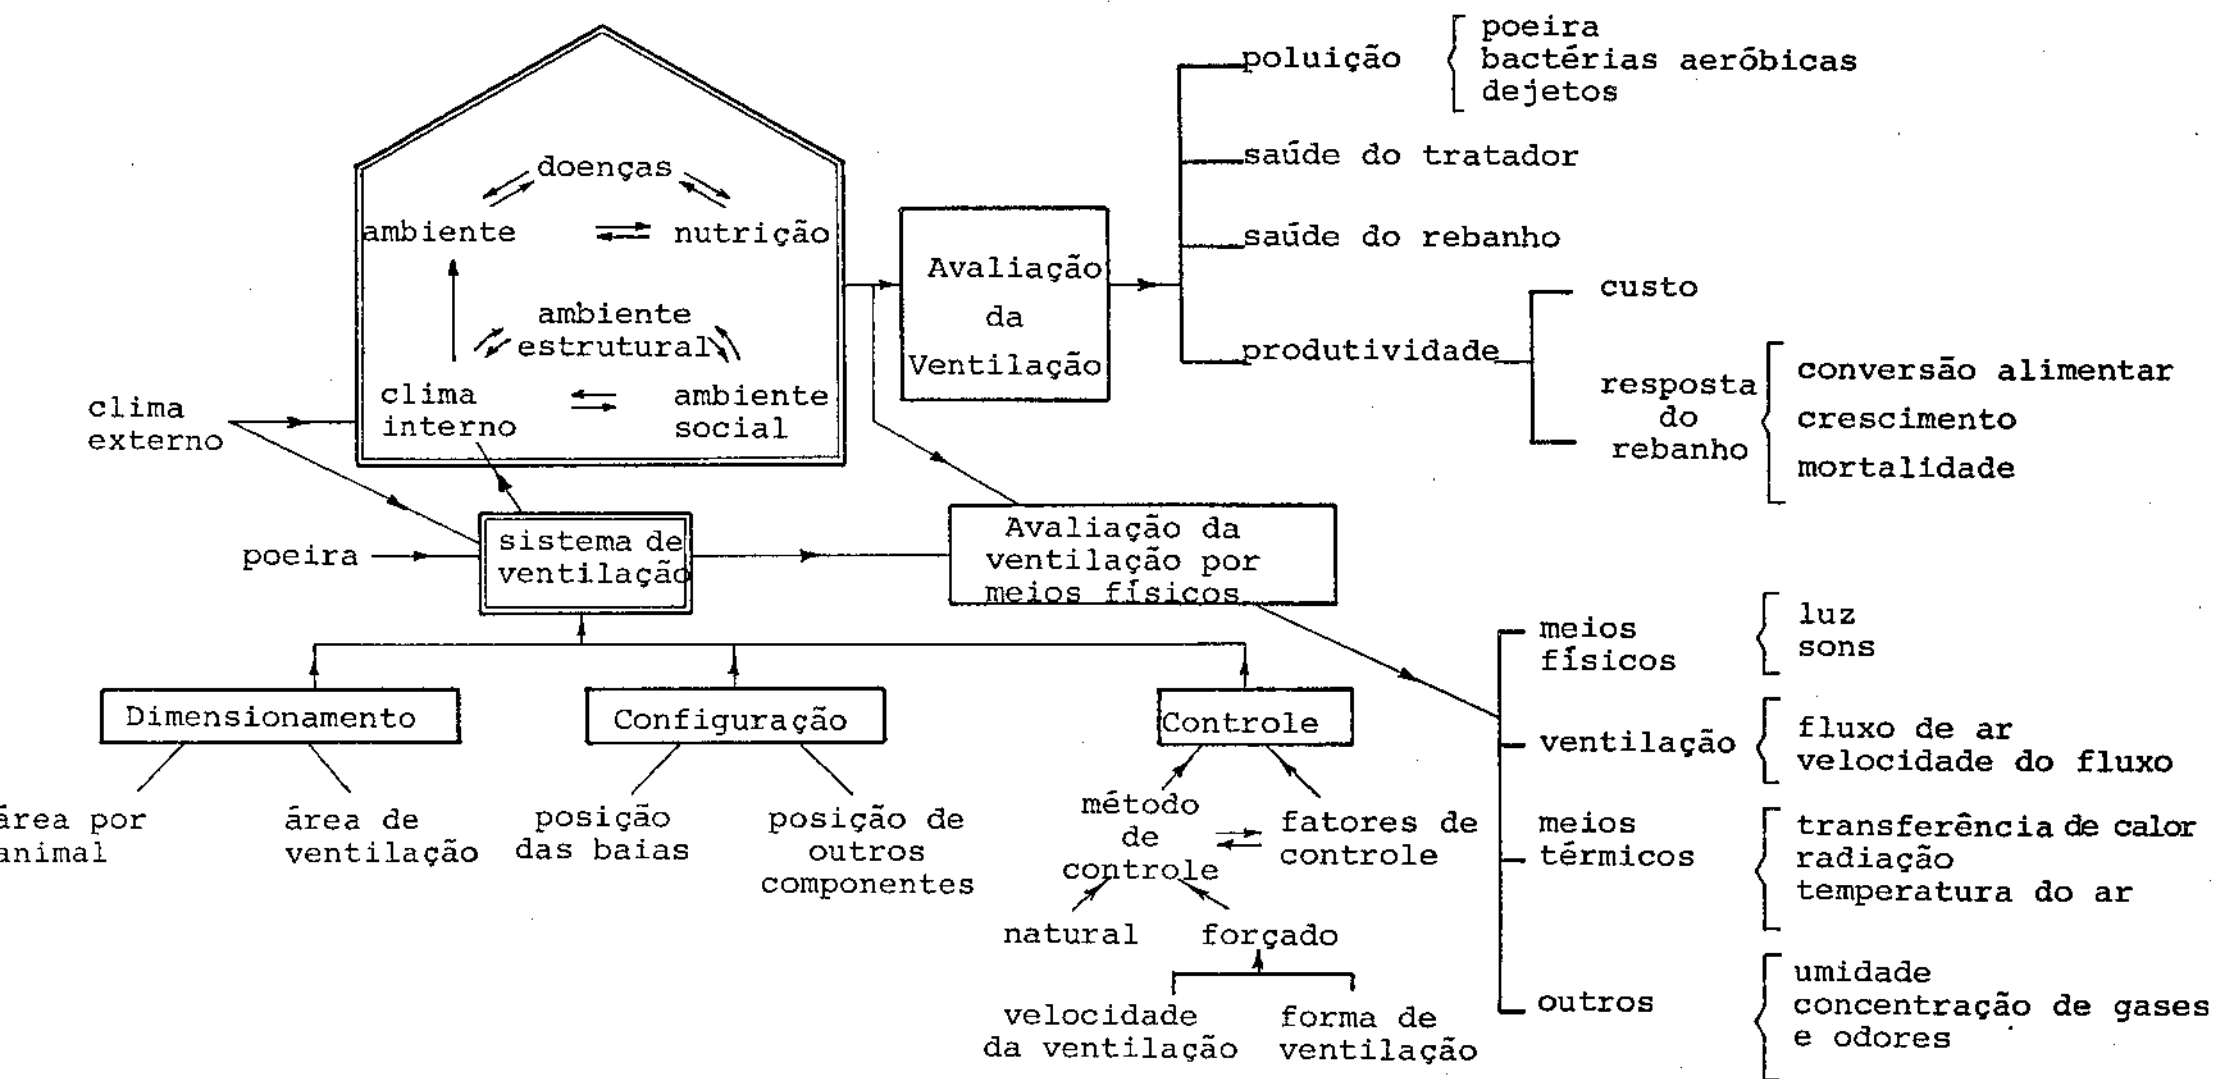 poluição
poeira
bactérias aeróbicas
dejetos
saúde do tratador
saúde do rebanho
produtividade
custo
resposta
do
rebanho
conversão alimentar
crescimento
mortalidade
doenças
ambiente
nutrição
ambiente
estrutural
clima
interno
ambiente
social
Avaliação
da
Ventilação
clima
externo
poeira
sistema de
ventilação
Avaliação da
ventilação por
meios físicos
Dimensionamento
área por
animal
área de
ventilação
Configuração
posição
das baias
posição de
outros
componentes
Controle
método
de
controle
fatores de
controle
natural
forçado
velocidade
da ventilação
forma de
ventilação
meios
físicos
luz
sons
ventilação
fluxo de ar
velocidade do fluxo
meios
térmicos
transferência de calor
radiação
temperatura do ar
outros
umidade
concentração de gases
e odores